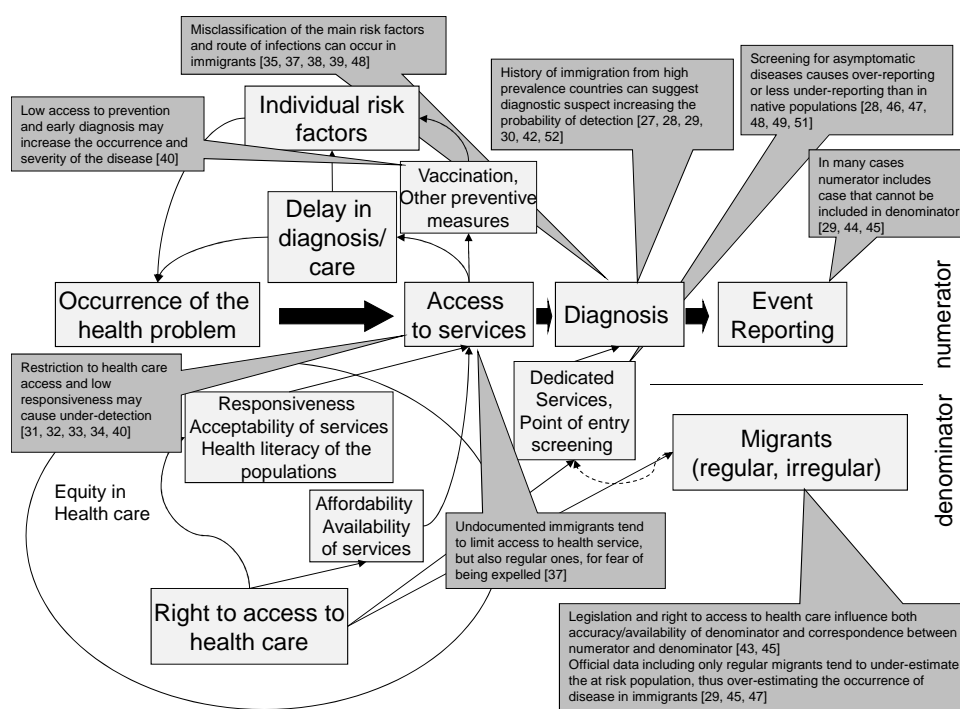 Misclassification of the main risk factors
and route of infections can occur in
immigrants [35, 37, 38, 39, 48]
History of immigration from high
prevalence countries can suggest
diagnostic suspect increasing the
probability of detection [27, 28, 29,
30, 42, 52]
Screening for asymptomatic
diseases causes over-reporting
or less under-reporting than in
native populations [28, 46, 47,
48, 49, 51]
Low access to prevention
and early diagnosis may
increase the occurrence and
severity of the disease [40]
Individual risk
factors
In many cases
numerator includes
case that cannot be
included in denominator
[29, 44, 45]
Vaccination,
Other preventive
measures
Delay in
diagnosis/
care
Occurrence of the
health problem
Access
to services
Diagnosis
Event
Reporting
numerator
Restriction to health care
access and low
responsiveness may
cause under-detection
[31, 32, 33, 34, 40]
Responsiveness
Acceptability of services
Health literacy of the
populations
Dedicated
Services,
Point of entry
screening
Migrants
(regular, irregular)
denominator
Equity in
Health care
Affordability
Availability
of services
Undocumented immigrants tend
to limit access to health service,
but also regular ones, for fear of
being expelled [37]
Right to access to
health care
Legislation and right to access to health care influence both
accuracy/availability of denominator and correspondence between
numerator and denominator [43, 45]
Official data including only regular migrants tend to under-estimate
the at risk population, thus over-estimating the occurrence of
disease in immigrants [29, 45, 47]